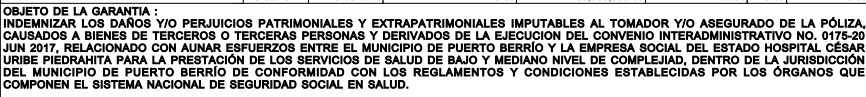 OBJETO DE LA GARANTIA :
INDEMNIZAR LOS DAÑOS Y/O PERJUICIOS PATRIMONIALES Y EXTRAPATRIMONIALES IMPUTABLES AL TOMADOR Y/O ASEGURADO DE LA PÓLIZA,
CAUSADOS A BIENES DE TERCEROS O TERCERAS PERSONAS Y DERIVADOS DE LA EJECUCION DEL CONVENIO INTERADMINISTRATIVO NO. 0175-20
JUN 2017, RELACIONADO CON AUNAR ESFUERZOS ENTRE EL MUNICIPIO DE PUERTO BERRÍO Y LA EMPRESA SOCIAL DEL ESTADO HOSPITAL CÉSAR
URIBE PIEDRAHITA PARA LA PRESTACIÓN DE LOS SERVICIOS DE SALUD DE BAJO Y MEDIANO NIVEL DE COMPLEJIAD, DENTRO DE LA JURISDICCIÓN
DEL MUNICIPIO DE PUERTO BERRÍO DE CONFORMIDAD CON LOS REGLAMENTOS Y CONDICIONES ESTABLECIDAS POR LOS ÓRGANOS QUE
COMPONEN EL SISTEMA NACIONAL DE SEGURIDAD SOCIAL EN SALUD.